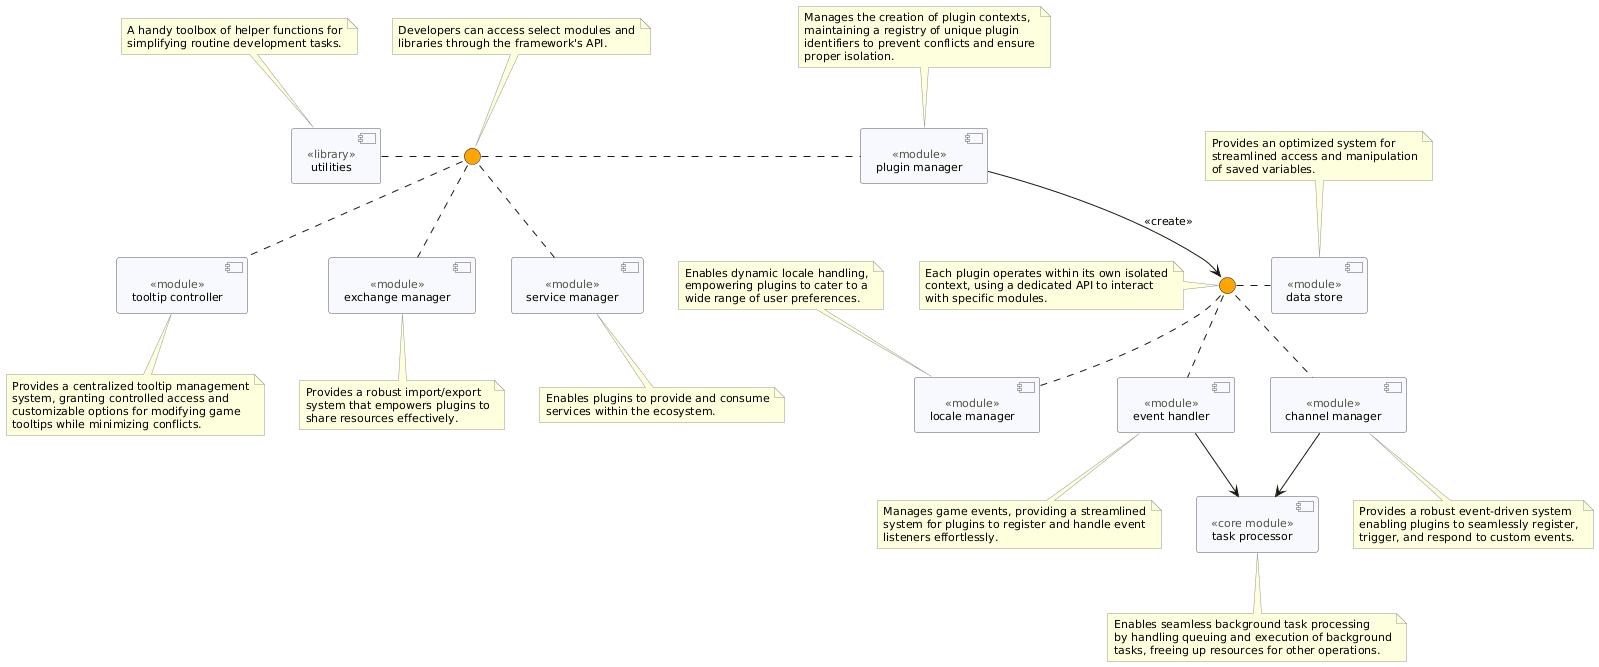 A handy toolbox of helper functions for
simplifying routine development tasks.
Developers can access select modules and
libraries through the framework's API.
Manages the creation of plugin contexts,
maintaining a registry of unique plugin
identifiers to prevent conflicts and ensure
proper isolation.
«library»
utilities
«module»
plugin manager
Provides an optimized system for
streamlined access and manipulation
of saved variables.
«create»
«module»
tooltip controller
«module»
exchange manager
«module»
service manager
Enables dynamic locale handling,
empowering plugins to cater to a
wide range of user preferences.
Each plugin operates within its own isolated
context, using a dedicated API to interact
with specific modules.
«module»
data store
Provides a centralized tooltip management
system, granting controlled access and
customizable options for modifying game
tooltips while minimizing conflicts.
Provides a robust import/export
system that empowers plugins to
share resources effectively.
Enables plugins to provide and consume
services within the ecosystem.
«module»
locale manager
«module»
event handler
«module»
channel manager
Manages game events, providing a streamlined
system for plugins to register and handle event
listeners effortlessly.
«core module»
task processor
Provides a robust event-driven system
enabling plugins to seamlessly register,
trigger, and respond to custom events.
Enables seamless background task processing
by handling queuing and execution of background
tasks, freeing up resources for other operations.